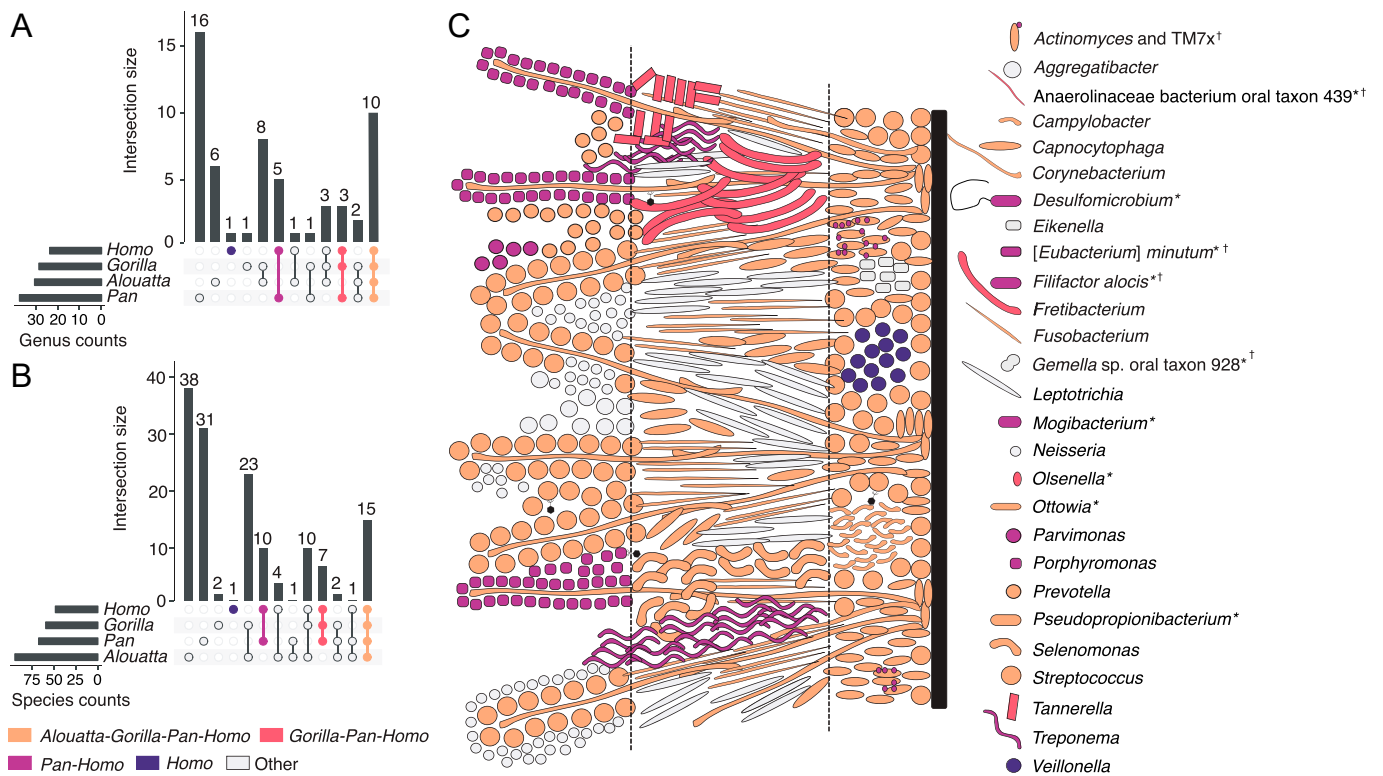 A
Intersection size
15
10
5
0
16
6
1
1
8
5
1
1
3
3
2
10
Homo
Gorilla
Alouatta
Pan
30 20 10 0
Genus counts
B
Intersection size
40
30
20
10
0
38
31
2
1
23
10
4
1
10
7
2
1
15
Homo
Gorilla
Pan
Alouatta
75 50 25 0
Species counts
Alouatta-Gorilla-Pan-Homo
Gorilla-Pan-Homo
Pan-Homo
Homo
Other
C
Actinomyces and TM7x†
Aggregatibacter
Anaerolinaceae bacterium oral taxon 439*†
Campylobacter
Capnocytophaga
Corynebacterium
Desulfomicrobium*
Eikenella
[Eubacterium] minutum*†
Filifactor alocis*†
Fretibacterium
Fusobacterium
Gemella sp. oral taxon 928*†
Leptotrichia
Mogibacterium*
Neisseria
Olsenella*
Ottowia*
Parvimonas
Porphyromonas
Prevotella
Pseudopropionibacterium*
Selenomonas
Streptococcus
Tannerella
Treponema
Veillonella